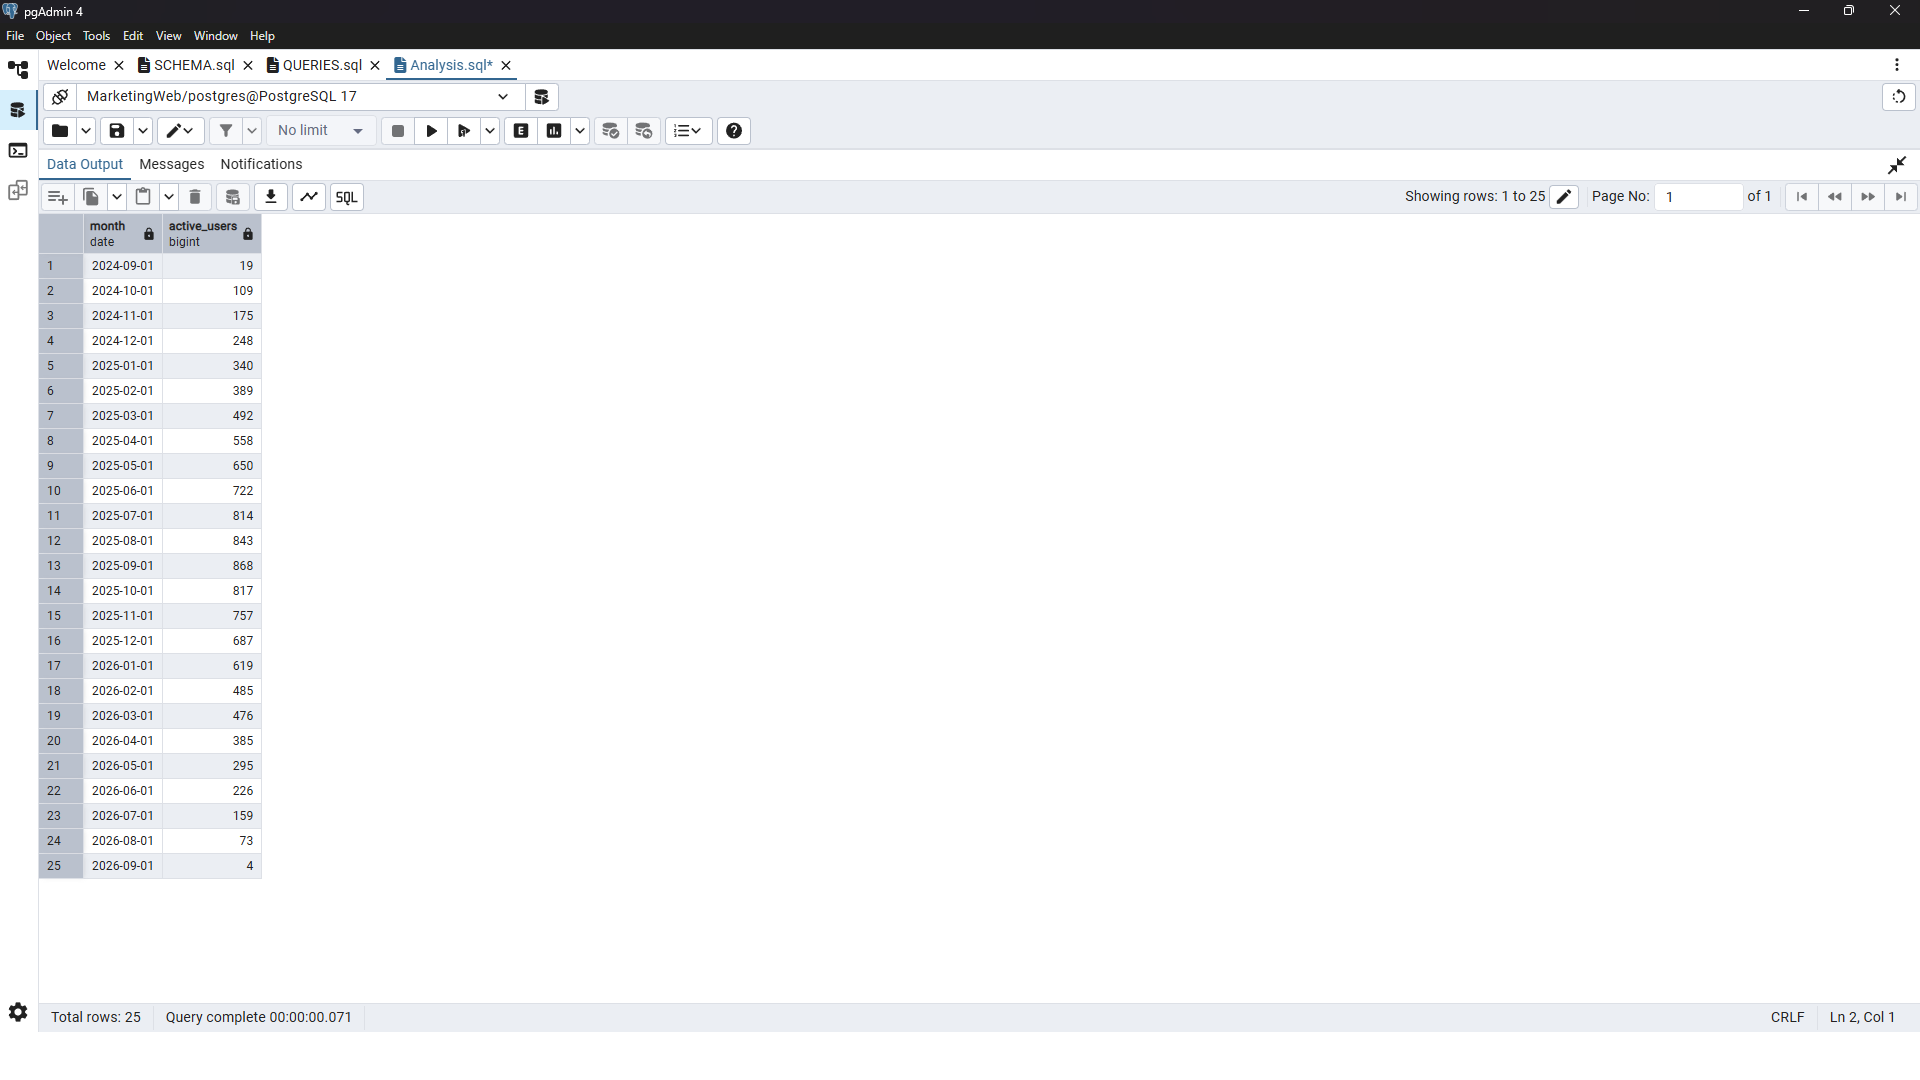 pgAdmin 4
File Object Tools Edit View Window Help
Welcome SCHEMA.sql QUERIES.sql Analysis.sql*
MarketingWeb/postgres@PostgreSQL 17
No limit E
Data Output Messages Notifications
SQL Showing rows: 1 to 25 Page No: 1 of 1
month active_users
date bigint
1 2024-09-01 19
2 2024-10-01 109
3 2024-11-01 175
4 2024-12-01 248
5 2025-01-01 340
6 2025-02-01 389
7 2025-03-01 492
8 2025-04-01 558
9 2025-05-01 650
10 2025-06-01 722
11 2025-07-01 814
12 2025-08-01 843
13 2025-09-01 868
14 2025-10-01 817
15 2025-11-01 757
16 2025-12-01 687
17 2026-01-01 619
18 2026-02-01 485
19 2026-03-01 476
20 2026-04-01 385
21 2026-05-01 295
22 2026-06-01 226
23 2026-07-01 159
24 2026-08-01 73
25 2026-09-01 4
Total rows: 25 Query complete 00:00:00.071 CRLF Ln 2, Col 1